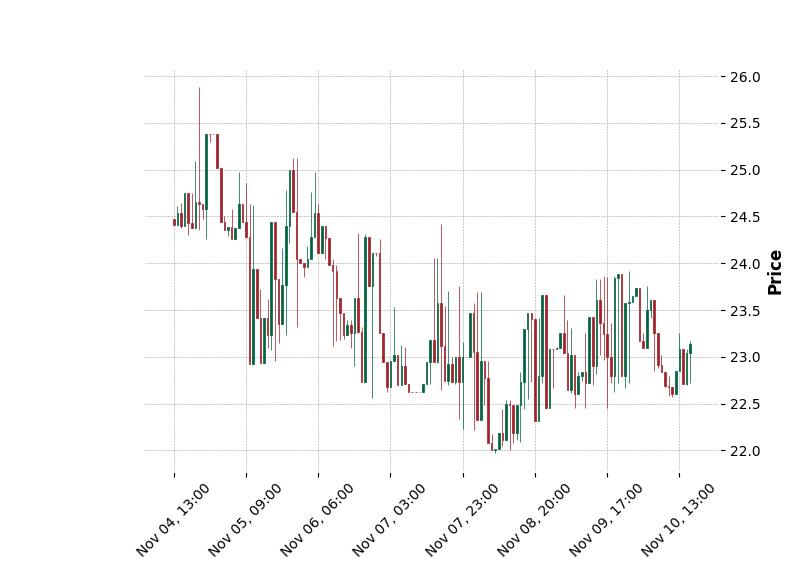 26.0
25.5
25.0
24.5
24.0
23.5
23.0
22.5
22.0
Price
Nov 04, 13:00
Nov 05, 09:00
Nov 06, 06:00
Nov 07, 03:00
Nov 07, 23:00
Nov 08, 20:00
Nov 09, 17:00
Nov 10, 13:00